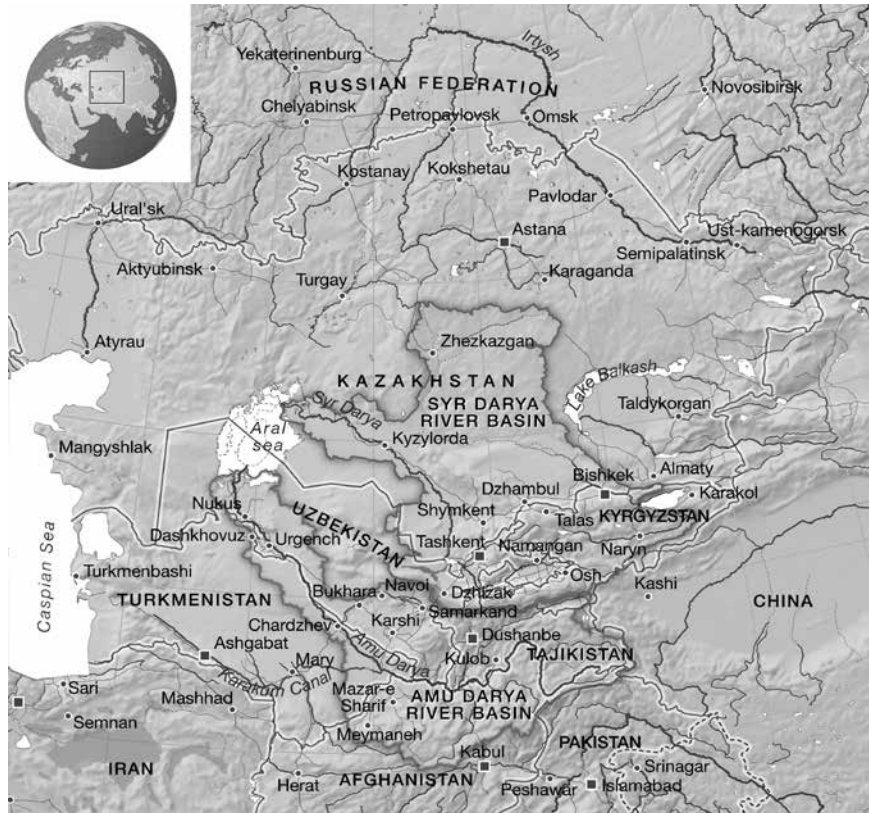 Irtysh
Yekaterinenburg
RUSSIAN FEDERATION
Novosibirsk
Chelyabinsk
Petropavlovsk
Omsk
Kostanay
Kokshetau
Pavlodar
Ural'sk
Astana
Ust-kamenogorsk
Semipalatinsk
Aktyubinsk
Karaganda
Turgay
Atyrau
Zhezkazgan
KAZAKHSTAN
Lake Balkash
Syr Darya
SYR DARYA
RIVER BASIN
Taldykorgan
Aral
sea
Mangyshlak
Kyzylorda
Bishkek
Almaty
Dzhambul
Karakol
Nukus
Shymkent
Talas
KYRGYZSTAN
UZBEKISTAN
Dashkhovuz
Urgench
Tashkent
Namangan
Naryn
Caspian Sea
Turkmenbashi
Osh
Kashi
Bukhara
Navoi
Dzhizak
CHINA
TURKMENISTAN
Samarkand
Chardzhev
Karshi
Dushanbe
Ashgabat
Amu Darya
Kulob
TAJIKISTAN
Mary
Karakum Canal
Sari
Mashhad
Mazar-e
Sharif
AMU DARYA
RIVER BASIN
Semnan
Meymaneh
PAKISTAN
Kabul
IRAN
Srinagar
Herat
AFGHANISTAN
Peshawar
Islamabad